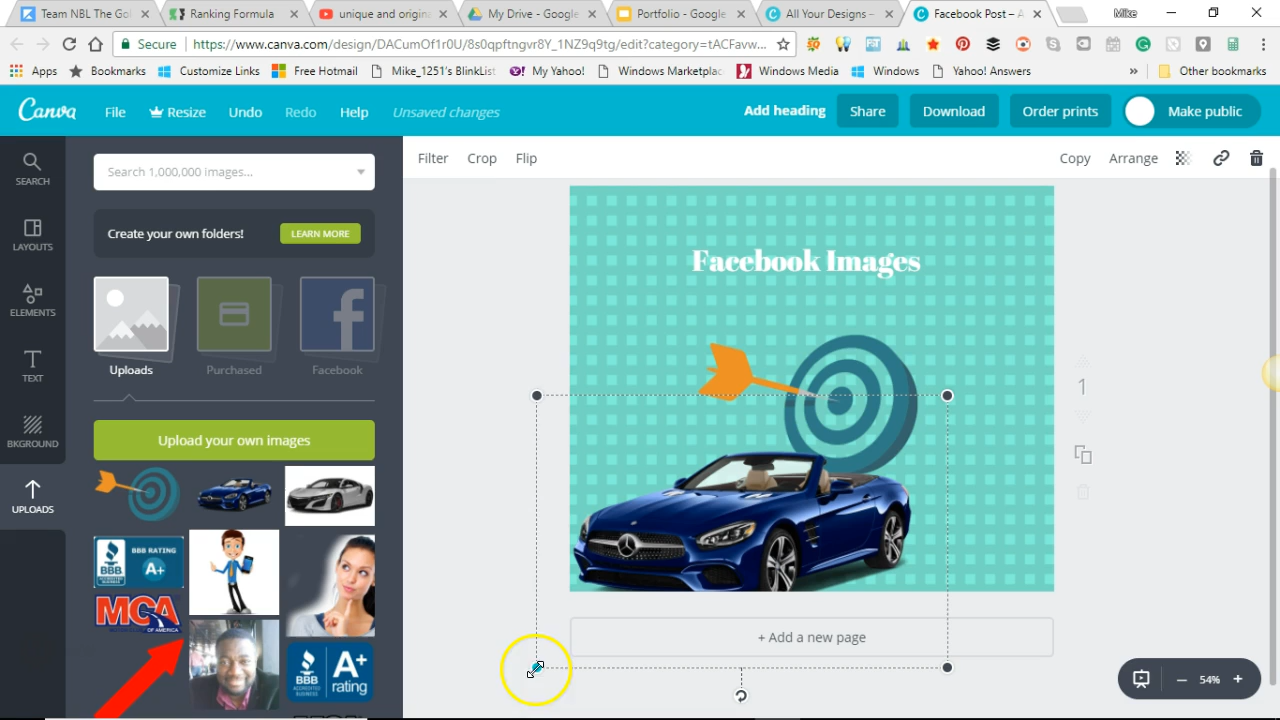 Team NBL The Go
Ranking Formula
unique and origina
My Drive - Google
Portfolio - Google
All Your Designs –
Facebook Post – A
Mike
Secure
https://www.canva.com/design/DACumOf1r0U/8s0qpftngvr8Y_1NZ9q9tg/edit?category=tACFavw...
Apps
Bookmarks
Customize Links
Free Hotmail
Mike_1251's BlinkList
My Yahoo!
Windows Marketplac
Windows Media
Windows
Yahoo! Answers
»
Other bookmarks
Canva
File
Resize
Undo
Redo
Help
Unsaved changes
Add heading
Share
Download
Order prints
Make public
SEARCH
LAYOUTS
ELEMENTS
TEXT
BKGROUND
UPLOADS
Search 1,000,000 images...
Create your own folders!
LEARN MORE
Uploads
Purchased
Facebook
Upload your own images
BBB RATING
A+
BBB
MCA
OF AMERICA
BBB
A+
rating
Filter
Crop
Flip
Copy
Arrange
Facebook Images
1
+ Add a new page
54%